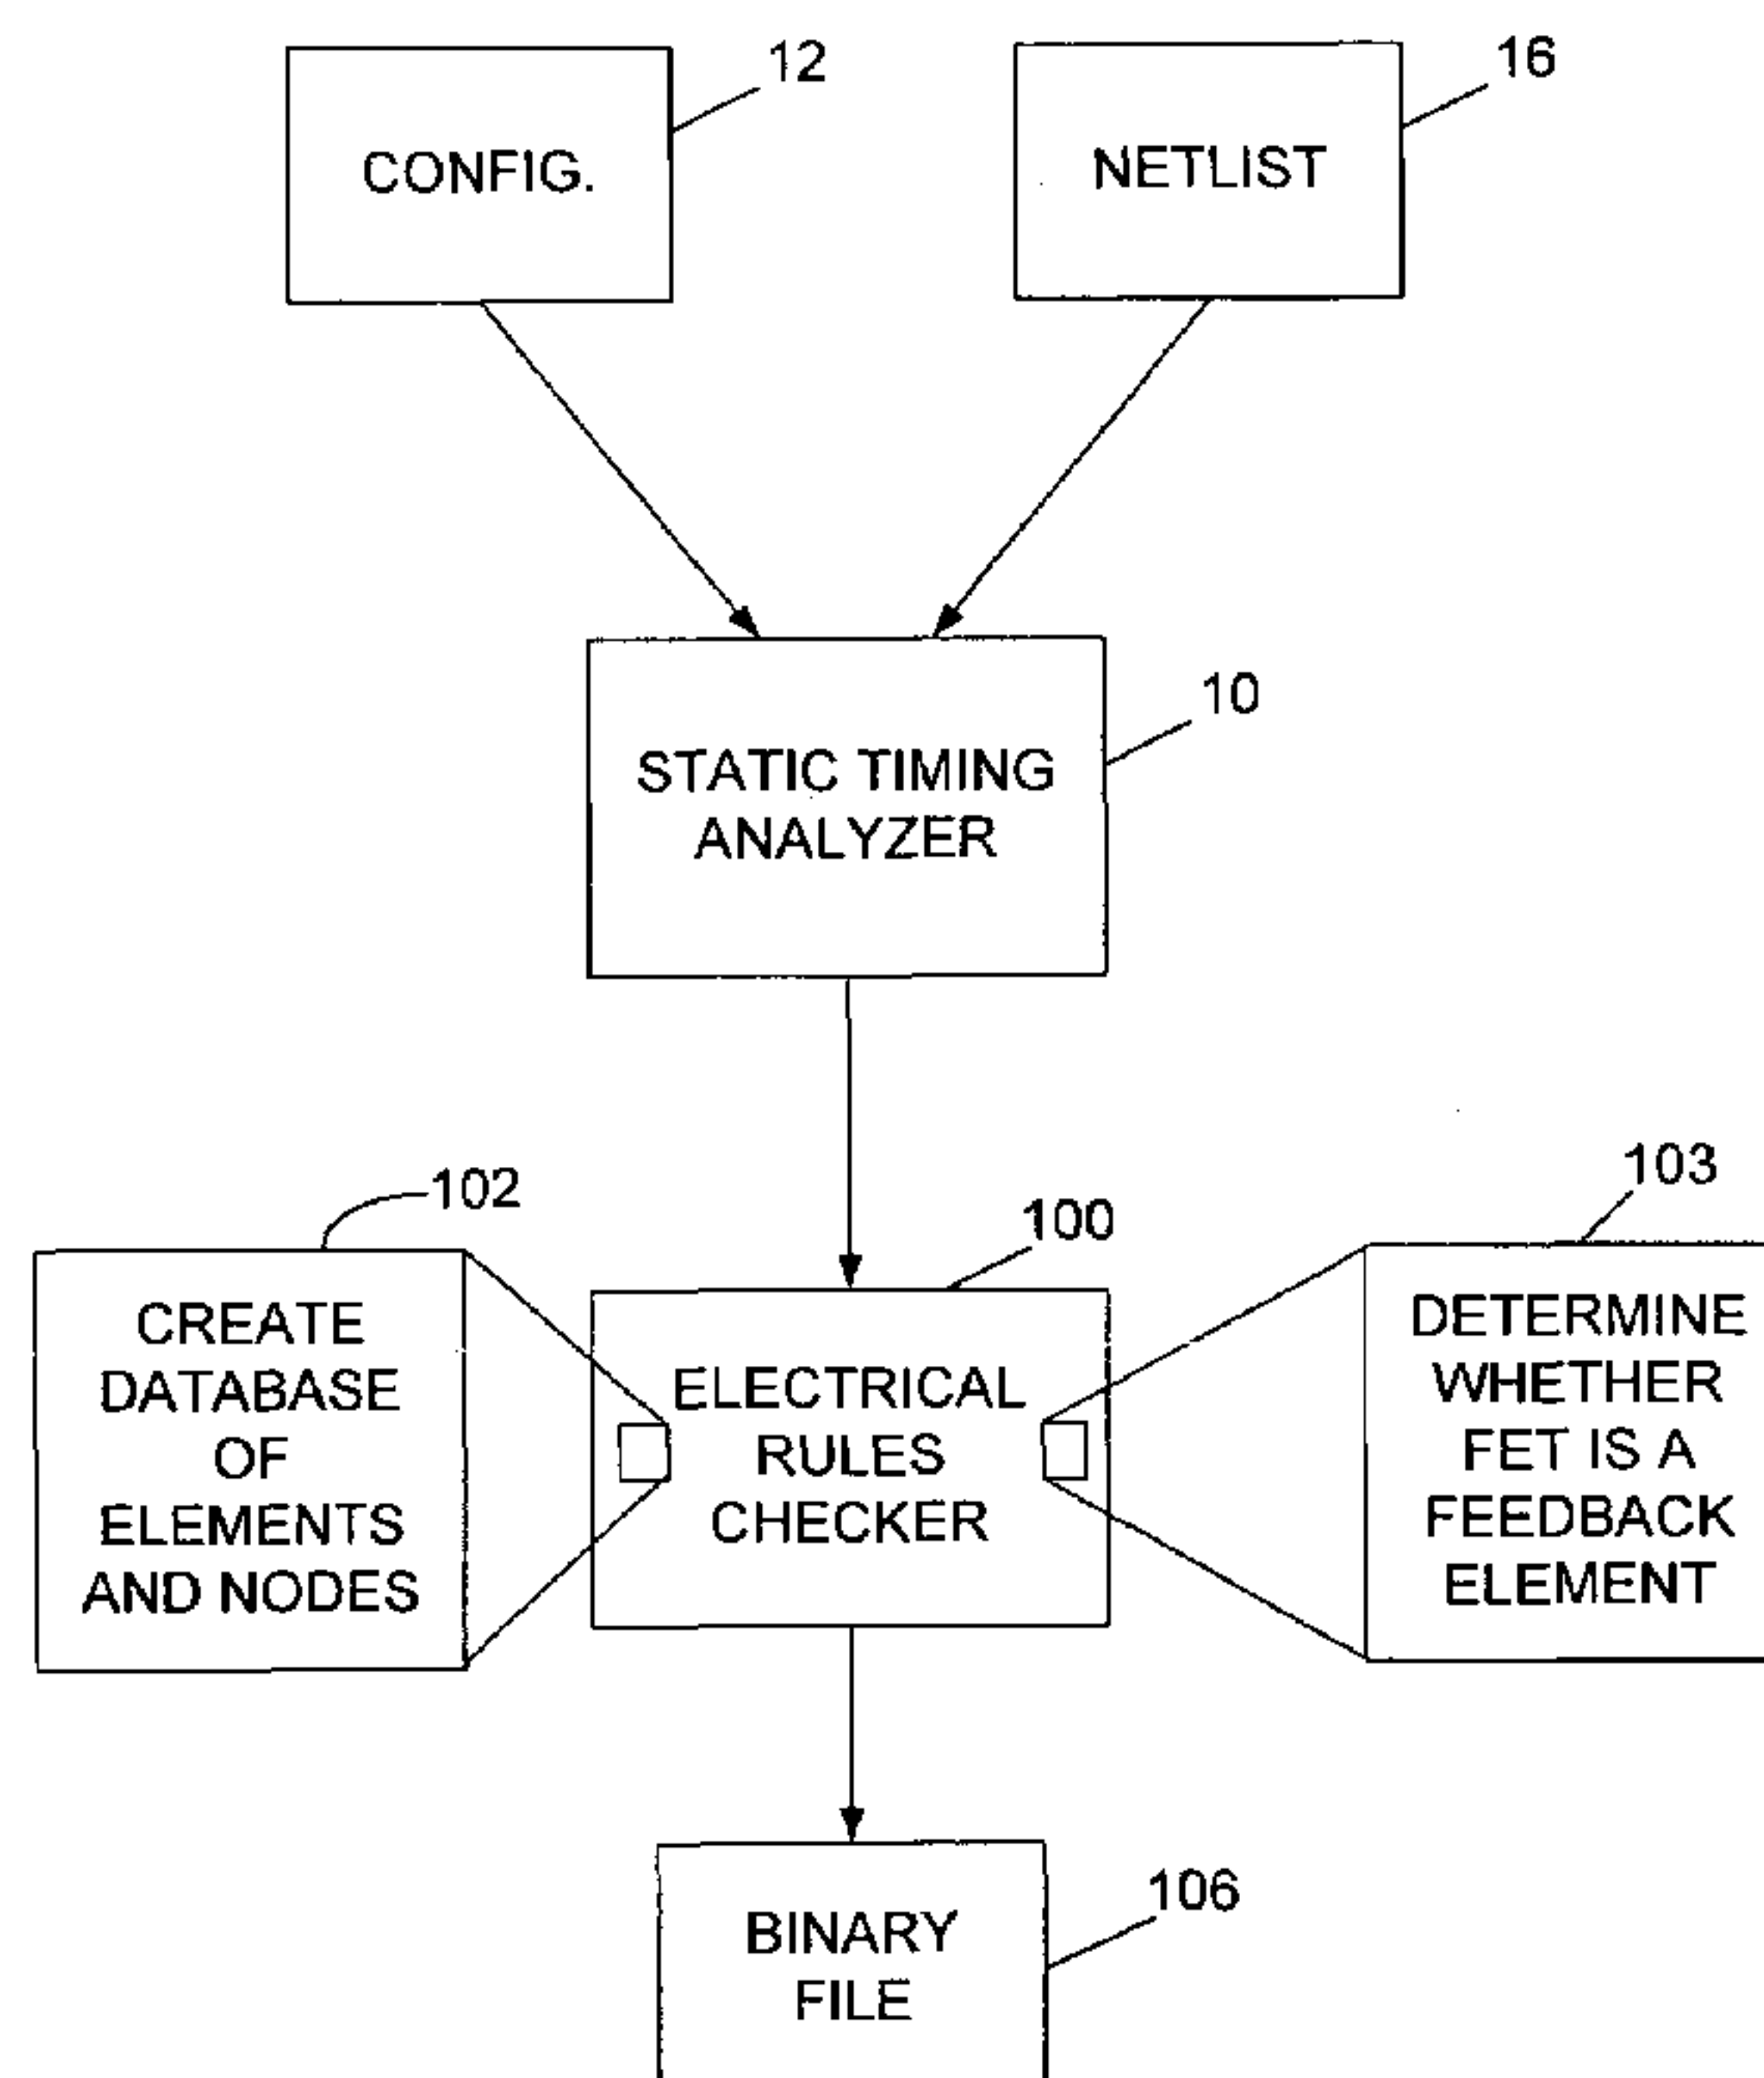 12
16
CONFIG.
NETLIST
10
STATIC TIMING
ANALYZER
102
100
103
CREATE
DATABASE
OF
ELEMENTS
AND NODES
ELECTRICAL
RULES
CHECKER
DETERMINE
WHETHER
FET IS A
FEEDBACK
ELEMENT
106
BINARY
FILE